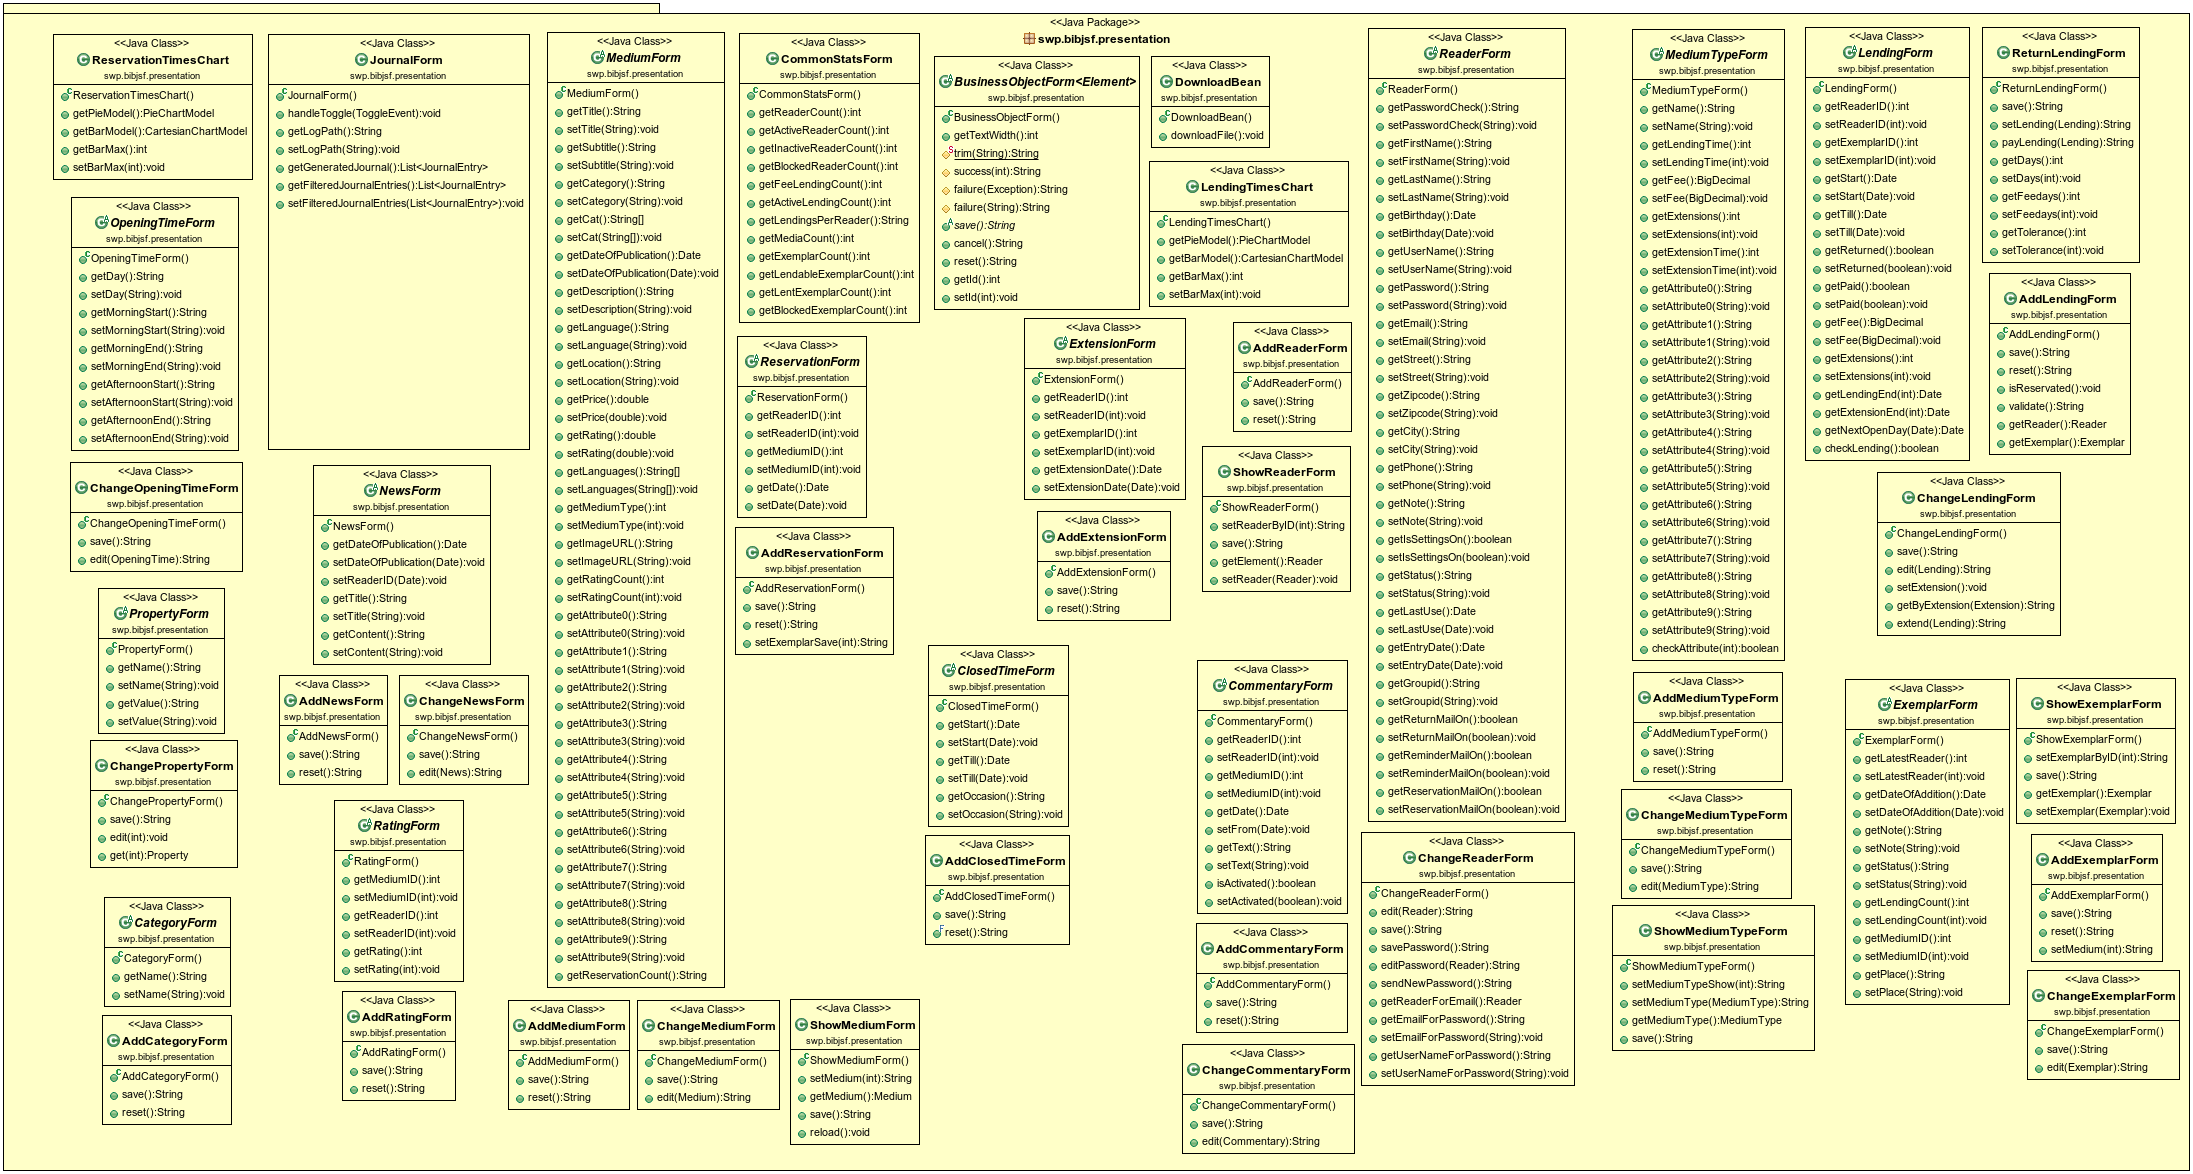 <<Java Package>>
swp.bibjsf.presentation
<<Java Class>>
ReservationTimesChart
swp.bibjsf.presentation
ReservationTimesChart()
getPieModel():PieChartModel
getBarModel():CartesianChartModel
getBarMax():int
setBarMax(int):void
<<Java Class>>
OpeningTimeForm
swp.bibjsf.presentation
OpeningTimeForm()
getDay():String
setDay(String):void
getMorningStart():String
setMorningStart(String):void
getMorningEnd():String
setMorningEnd(String):void
getAfternoonStart():String
setAfternoonStart(String):void
getAfternoonEnd():String
setAfternoonEnd(String):void
<<Java Class>>
ChangeOpeningTimeForm
swp.bibjsf.presentation
ChangeOpeningTimeForm()
save():String
edit(OpeningTime):String
<<Java Class>>
PropertyForm
swp.bibjsf.presentation
PropertyForm()
getName():String
setName(String):void
getValue():String
setValue(String):void
<<Java Class>>
ChangePropertyForm
swp.bibjsf.presentation
ChangePropertyForm()
save():String
edit(int):void
get(int):Property
<<Java Class>>
CategoryForm
swp.bibjsf.presentation
CategoryForm()
getName():String
setName(String):void
<<Java Class>>
AddCategoryForm
swp.bibjsf.presentation
AddCategoryForm()
save():String
reset():String
<<Java Class>>
JournalForm
swp.bibjsf.presentation
JournalForm()
handleToggle(ToggleEvent):void
getLogPath():String
setLogPath(String):void
getGeneratedJournal():List<JournalEntry>
getFilteredJournalEntries():List<JournalEntry>
setFilteredJournalEntries(List<JournalEntry>):void
<<Java Class>>
NewsForm
swp.bibjsf.presentation
NewsForm()
getDateOfPublication():Date
setDateOfPublication(Date):void
setReaderID(Date):void
getTitle():String
setTitle(String):void
getContent():String
setContent(String):void
<<Java Class>>
AddNewsForm
swp.bibjsf.presentation
AddNewsForm()
save():String
reset():String
<<Java Class>>
ChangeNewsForm
swp.bibjsf.presentation
ChangeNewsForm()
save():String
edit(News):String
<<Java Class>>
RatingForm
swp.bibjsf.presentation
RatingForm()
getMediumID():int
setMediumID(int):void
getReaderID():int
setReaderID(int):void
getRating():int
setRating(int):void
<<Java Class>>
AddRatingForm
swp.bibjsf.presentation
AddRatingForm()
save():String
reset():String
<<Java Class>>
MediumForm
swp.bibjsf.presentation
MediumForm()
getTitle():String
setTitle(String):void
getSubtitle():String
setSubtitle(String):void
getCategory():String
setCategory(String):void
getCat():String[]
setCat(String[]):void
getDateOfPublication():Date
setDateOfPublication(Date):void
getDescription():String
setDescription(String):void
getLanguage():String
setLanguage(String):void
getLocation():String
setLocation(String):void
getPrice():double
setPrice(double):void
getRating():double
setRating(double):void
getLanguages():String[]
setLanguages(String[]):void
getMediumType():int
setMediumType(int):void
getImageURL():String
setImageURL(String):void
getRatingCount():int
setRatingCount(int):void
getAttribute0():String
setAttribute0(String):void
getAttribute1():String
setAttribute1(String):void
getAttribute2():String
setAttribute2(String):void
getAttribute3():String
setAttribute3(String):void
getAttribute4():String
setAttribute4(String):void
getAttribute5():String
setAttribute5(String):void
getAttribute6():String
setAttribute6(String):void
getAttribute7():String
setAttribute7(String):void
getAttribute8():String
setAttribute8(String):void
getAttribute9():String
setAttribute9(String):void
getReservationCount():String
<<Java Class>>
AddMediumForm
swp.bibjsf.presentation
AddMediumForm()
save():String
reset():String
<<Java Class>>
ChangeMediumForm
swp.bibjsf.presentation
ChangeMediumForm()
save():String
edit(Medium):String
<<Java Class>>
ShowMediumForm
swp.bibjsf.presentation
ShowMediumForm()
setMedium(int):String
getMedium():Medium
save():String
reload():void
<<Java Class>>
CommonStatsForm
swp.bibjsf.presentation
CommonStatsForm()
getReaderCount():int
getActiveReaderCount():int
getInactiveReaderCount():int
getBlockedReaderCount():int
getFeeLendingCount():int
getActiveLendingCount():int
getLendingsPerReader():String
getMediaCount():int
getExemplarCount():int
getLendableExemplarCount():int
getLentExemplarCount():int
getBlockedExemplarCount():int
<<Java Class>>
ReservationForm
swp.bibjsf.presentation
ReservationForm()
getReaderID():int
setReaderID(int):void
getMediumID():int
setMediumID(int):void
getDate():Date
setDate(Date):void
<<Java Class>>
AddReservationForm
swp.bibjsf.presentation
AddReservationForm()
save():String
reset():String
setExemplarSave(int):String
<<Java Class>>
BusinessObjectForm<Element>
swp.bibjsf.presentation
BusinessObjectForm()
getTextWidth():int
trim(String):String
success(int):String
failure(Exception):String
failure(String):String
save():String
cancel():String
reset():String
getId():int
setId(int):void
<<Java Class>>
DownloadBean
swp.bibjsf.presentation
DownloadBean()
downloadFile():void
<<Java Class>>
LendingTimesChart
swp.bibjsf.presentation
LendingTimesChart()
getPieModel():PieChartModel
getBarModel():CartesianChartModel
getBarMax():int
setBarMax(int):void
<<Java Class>>
ExtensionForm
swp.bibjsf.presentation
ExtensionForm()
getReaderID():int
setReaderID(int):void
getExemplarID():int
setExemplarID(int):void
getExtensionDate():Date
setExtensionDate(Date):void
<<Java Class>>
AddExtensionForm
swp.bibjsf.presentation
AddExtensionForm()
save():String
reset():String
<<Java Class>>
AddReaderForm
swp.bibjsf.presentation
AddReaderForm()
save():String
reset():String
<<Java Class>>
ShowReaderForm
swp.bibjsf.presentation
ShowReaderForm()
setReaderByID(int):String
save():String
getElement():Reader
setReader(Reader):void
<<Java Class>>
ClosedTimeForm
swp.bibjsf.presentation
ClosedTimeForm()
getStart():Date
setStart(Date):void
getTill():Date
setTill(Date):void
getOccasion():String
setOccasion(String):void
<<Java Class>>
AddClosedTimeForm
swp.bibjsf.presentation
AddClosedTimeForm()
save():String
reset():String
<<Java Class>>
CommentaryForm
swp.bibjsf.presentation
CommentaryForm()
getReaderID():int
setReaderID(int):void
getMediumID():int
setMediumID(int):void
getDate():Date
setFrom(Date):void
getText():String
setText(String):void
isActivated():boolean
setActivated(boolean):void
<<Java Class>>
AddCommentaryForm
swp.bibjsf.presentation
AddCommentaryForm()
save():String
reset():String
<<Java Class>>
ChangeCommentaryForm
swp.bibjsf.presentation
ChangeCommentaryForm()
save():String
edit(Commentary):String
<<Java Class>>
ReaderForm
swp.bibjsf.presentation
ReaderForm()
getPasswordCheck():String
setPasswordCheck(String):void
getFirstName():String
setFirstName(String):void
getLastName():String
setLastName(String):void
getBirthday():Date
setBirthday(Date):void
getUserName():String
setUserName(String):void
getPassword():String
setPassword(String):void
getEmail():String
setEmail(String):void
getStreet():String
setStreet(String):void
getZipcode():String
setZipcode(String):void
getCity():String
setCity(String):void
getPhone():String
setPhone(String):void
getNote():String
setNote(String):void
getIsSettingsOn():boolean
setIsSettingsOn(boolean):void
getStatus():String
setStatus(String):void
getLastUse():Date
setLastUse(Date):void
getEntryDate():Date
setEntryDate(Date):void
getGroupid():String
setGroupid(String):void
getReturnMailOn():boolean
setReturnMailOn(boolean):void
getReminderMailOn():boolean
setReminderMailOn(boolean):void
getReservationMailOn():boolean
setReservationMailOn(boolean):void
<<Java Class>>
ChangeReaderForm
swp.bibjsf.presentation
ChangeReaderForm()
edit(Reader):String
save():String
savePassword():String
editPassword(Reader):String
sendNewPassword():String
getReaderForEmail():Reader
getEmailForPassword():String
setEmailForPassword(String):void
getUserNameForPassword():String
setUserNameForPassword(String):void
<<Java Class>>
MediumTypeForm
swp.bibjsf.presentation
MediumTypeForm()
getName():String
setName(String):void
getLendingTime():int
setLendingTime(int):void
getFee():BigDecimal
setFee(BigDecimal):void
getExtensions():int
setExtensions(int):void
getExtensionTime():int
setExtensionTime(int):void
getAttribute0():String
setAttribute0(String):void
getAttribute1():String
setAttribute1(String):void
getAttribute2():String
setAttribute2(String):void
getAttribute3():String
setAttribute3(String):void
getAttribute4():String
setAttribute4(String):void
getAttribute5():String
setAttribute5(String):void
getAttribute6():String
setAttribute6(String):void
getAttribute7():String
setAttribute7(String):void
getAttribute8():String
setAttribute8(String):void
getAttribute9():String
setAttribute9(String):void
checkAttribute(int):boolean
<<Java Class>>
AddMediumTypeForm
swp.bibjsf.presentation
AddMediumTypeForm()
save():String
reset():String
<<Java Class>>
ChangeMediumTypeForm
swp.bibjsf.presentation
ChangeMediumTypeForm()
save():String
edit(MediumType):String
<<Java Class>>
ShowMediumTypeForm
swp.bibjsf.presentation
ShowMediumTypeForm()
setMediumTypeShow(int):String
setMediumType(MediumType):String
getMediumType():MediumType
save():String
<<Java Class>>
LendingForm
swp.bibjsf.presentation
LendingForm()
getReaderID():int
setReaderID(int):void
getExemplarID():int
setExemplarID(int):void
getStart():Date
setStart(Date):void
getTill():Date
setTill(Date):void
getReturned():boolean
setReturned(boolean):void
getPaid():boolean
setPaid(boolean):void
getFee():BigDecimal
setFee(BigDecimal):void
getExtensions():int
setExtensions(int):void
getLendingEnd(int):Date
getExtensionEnd(int):Date
getNextOpenDay(Date):Date
checkLending():boolean
<<Java Class>>
ReturnLendingForm
swp.bibjsf.presentation
ReturnLendingForm()
save():String
setLending(Lending):String
payLending(Lending):String
getDays():int
setDays(int):void
getFeedays():int
setFeedays(int):void
getTolerance():int
setTolerance(int):void
<<Java Class>>
AddLendingForm
swp.bibjsf.presentation
AddLendingForm()
save():String
reset():String
isReserved():void
validate():String
getReader():Reader
getExemplar():Exemplar
<<Java Class>>
ChangeLendingForm
swp.bibjsf.presentation
ChangeLendingForm()
save():String
edit(Lending):String
setExtension():void
getByExtension(Extension):String
extend(Lending):String
<<Java Class>>
ExemplarForm
swp.bibjsf.presentation
ExemplarForm()
getLatestReader():int
setLatestReader(int):void
getDateOfAddition():Date
setDateOfAddition(Date):void
getNote():String
setNote(String):void
getStatus():String
setStatus(String):void
getLendingCount():int
setLendingCount(int):void
getMediumID():int
setMediumID(int):void
getPlace():String
setPlace(String):void
<<Java Class>>
ShowExemplarForm
swp.bibjsf.presentation
ShowExemplarForm()
setExemplarByID(int):String
save():String
getExemplar():Exemplar
setExemplar(Exemplar):void
<<Java Class>>
AddExemplarForm
swp.bibjsf.presentation
AddExemplarForm()
save():String
reset():String
setMedium(int):String
<<Java Class>>
ChangeExemplarForm
swp.bibjsf.presentation
ChangeExemplarForm()
save():String
edit(Exemplar):String